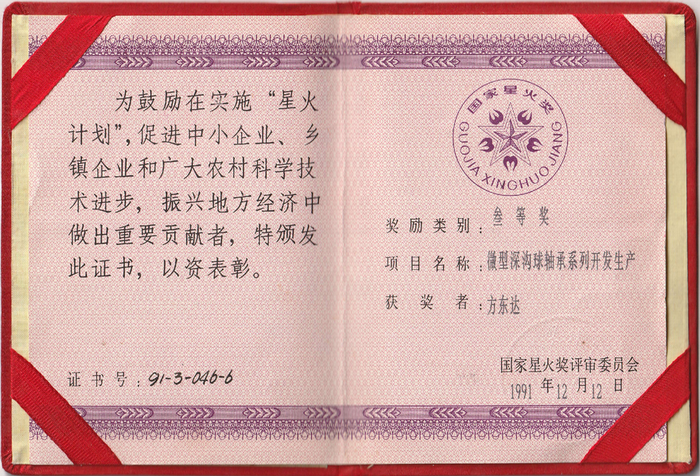 为鼓励在实施“星火
计划”，促进中小企业、乡
镇企业和广大农村科学技
术进步，振兴地方经济中
做出重要贡献者，特颁发
此证书，以资表彰。
证书号：91-3-046-6
国家星火奖
GUOJIA XINGHUO JIANG
奖励类别：叁等奖
项目名称：微型深沟球轴承系列开发生产
获奖者：方东达
国家星火奖评审委员会
1991年12月12日